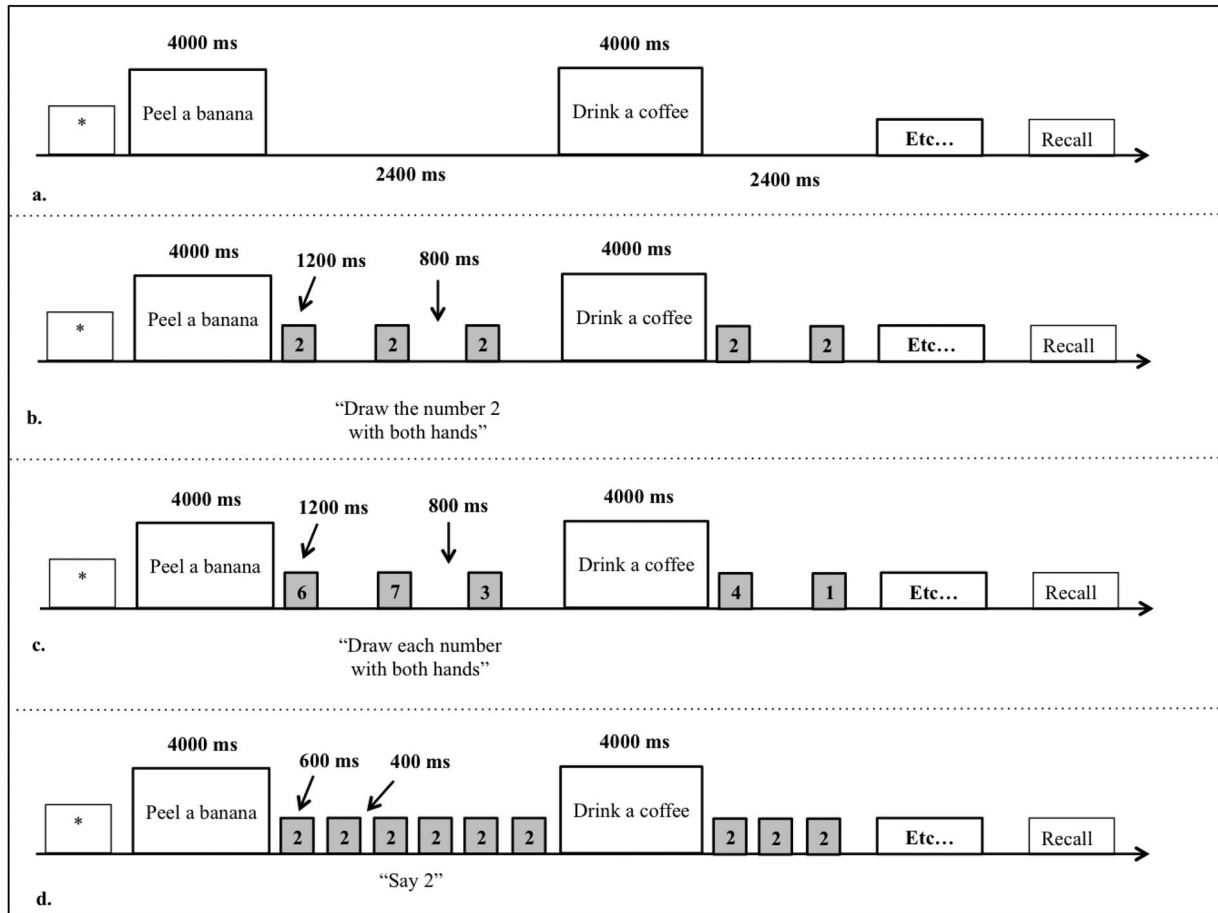 4000 ms 4000 ms
* Peel a banana Drink a coffee Etc... Recall
2400 ms 2400 ms
a.
4000 ms 1200 ms 800 ms 4000 ms
* Peel a banana 2 2 2 Drink a coffee 2 2 Etc... Recall
“Draw the number 2
with both hands”
b.
4000 ms 1200 ms 800 ms 4000 ms
* Peel a banana 6 7 3 Drink a coffee 4 1 Etc... Recall
“Draw each number
with both hands”
c.
4000 ms 600 ms 400 ms 4000 ms
* Peel a banana 2 2 2 2 2 2 Drink a coffee 2 2 2 Etc... Recall
“Say 2”
d.